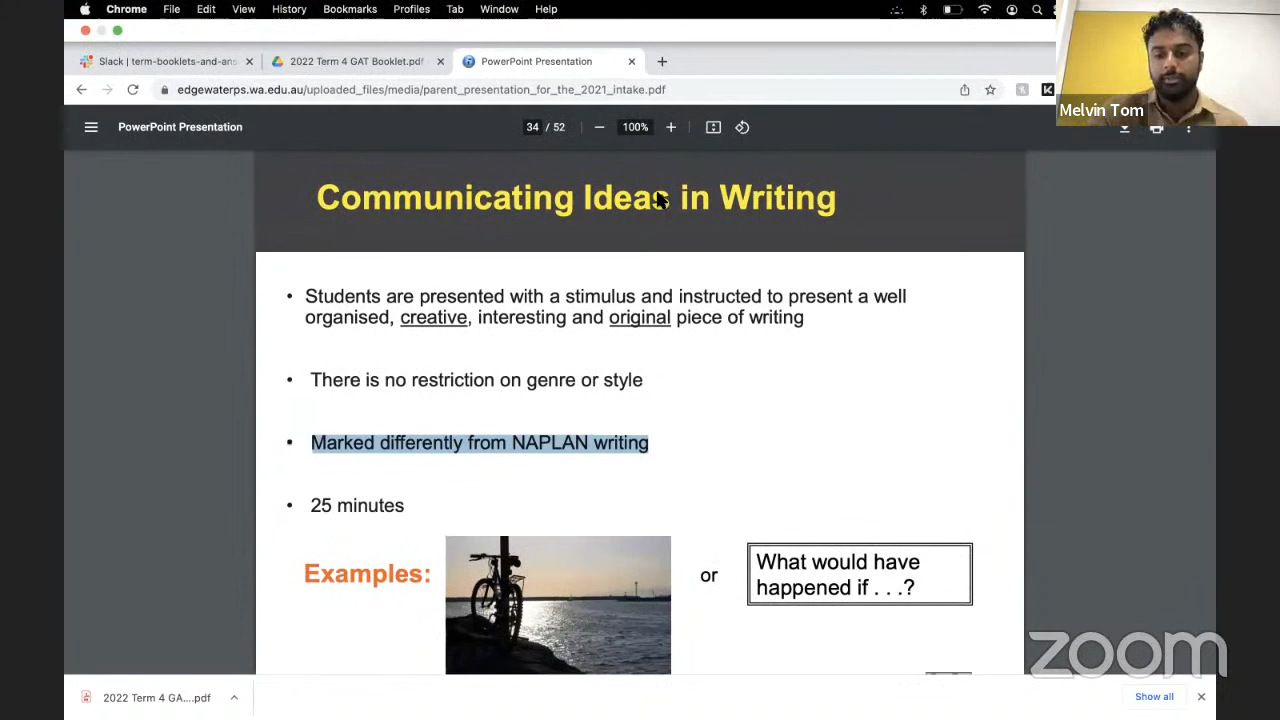 Chrome File Edit View History Bookmarks Profiles Tab Window Help
Slack | term-booklets-and-ans
2022 Term 4 GAT Booklet.pdf
PowerPoint Presentation
edgewaterps.wa.edu.au/uploaded_files/media/parent_presentation_for_the_2021_intake.pdf
Melvin Tom
PowerPoint Presentation
34 / 52
100%
Communicating Ideas in Writing
• Students are presented with a stimulus and instructed to present a well
organised, creative, interesting and original piece of writing
• There is no restriction on genre or style
• Marked differently from NAPLAN writing
• 25 minutes
Examples:
or
What would have
happened if . . .?
zoom
2022 Term 4 GA....pdf
Show all